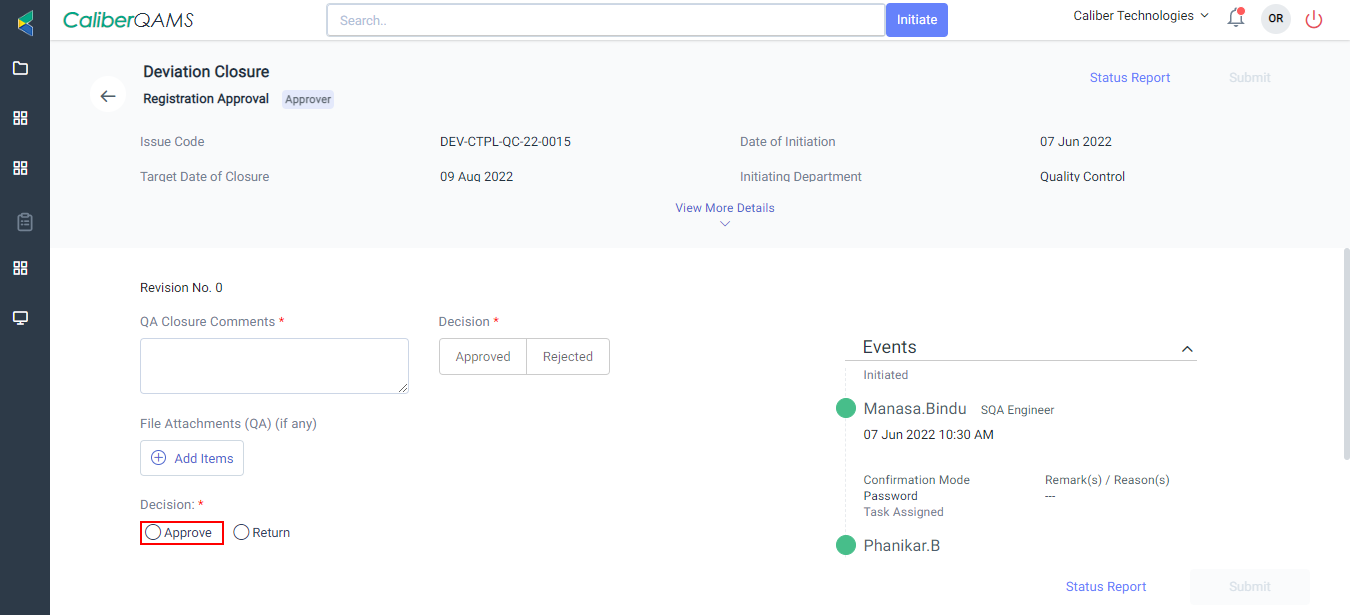 CaliberQAMS
Search..
Initiate
Caliber Technologies
OR
Deviation Closure
Registration Approval Approver
Status Report
Submit
Issue Code
DEV-CTPL-QC-22-0015
Date of Initiation
07 Jun 2022
Target Date of Closure
09 Aug 2022
Initiating Department
Quality Control
View More Details
Revision No. 0
QA Closure Comments *
Decision *
Approved
Rejected
File Attachments (QA) (if any)
Add Items
Decision: *
Approve
Return
Events
Initiated
Manasa.Bindu SQA Engineer
07 Jun 2022 10:30 AM
Confirmation Mode
Remark(s) / Reason(s)
Password
---
Task Assigned
Phanikar.B
Status Report
Submit